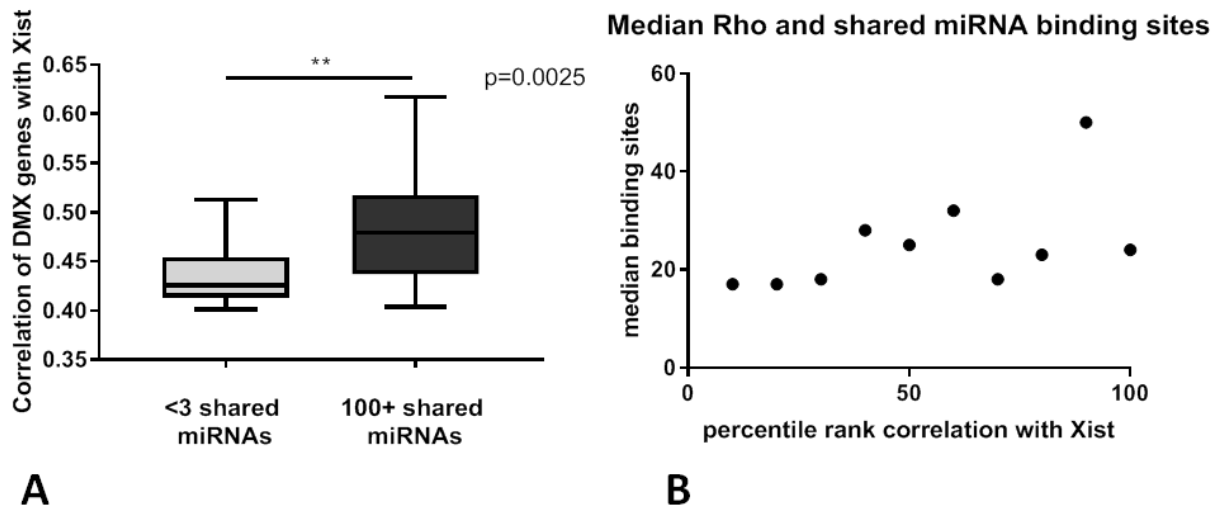 Correlation of DMX genes with Xist
0.65
0.60
0.55
0.50
0.45
0.40
0.35
**
p=0.0025
<3 shared
miRNAs
100+ shared
miRNAs
A
Median Rho and shared miRNA binding sites
median binding sites
60
40
20
0
0
50
100
percentile rank correlation with Xist
B